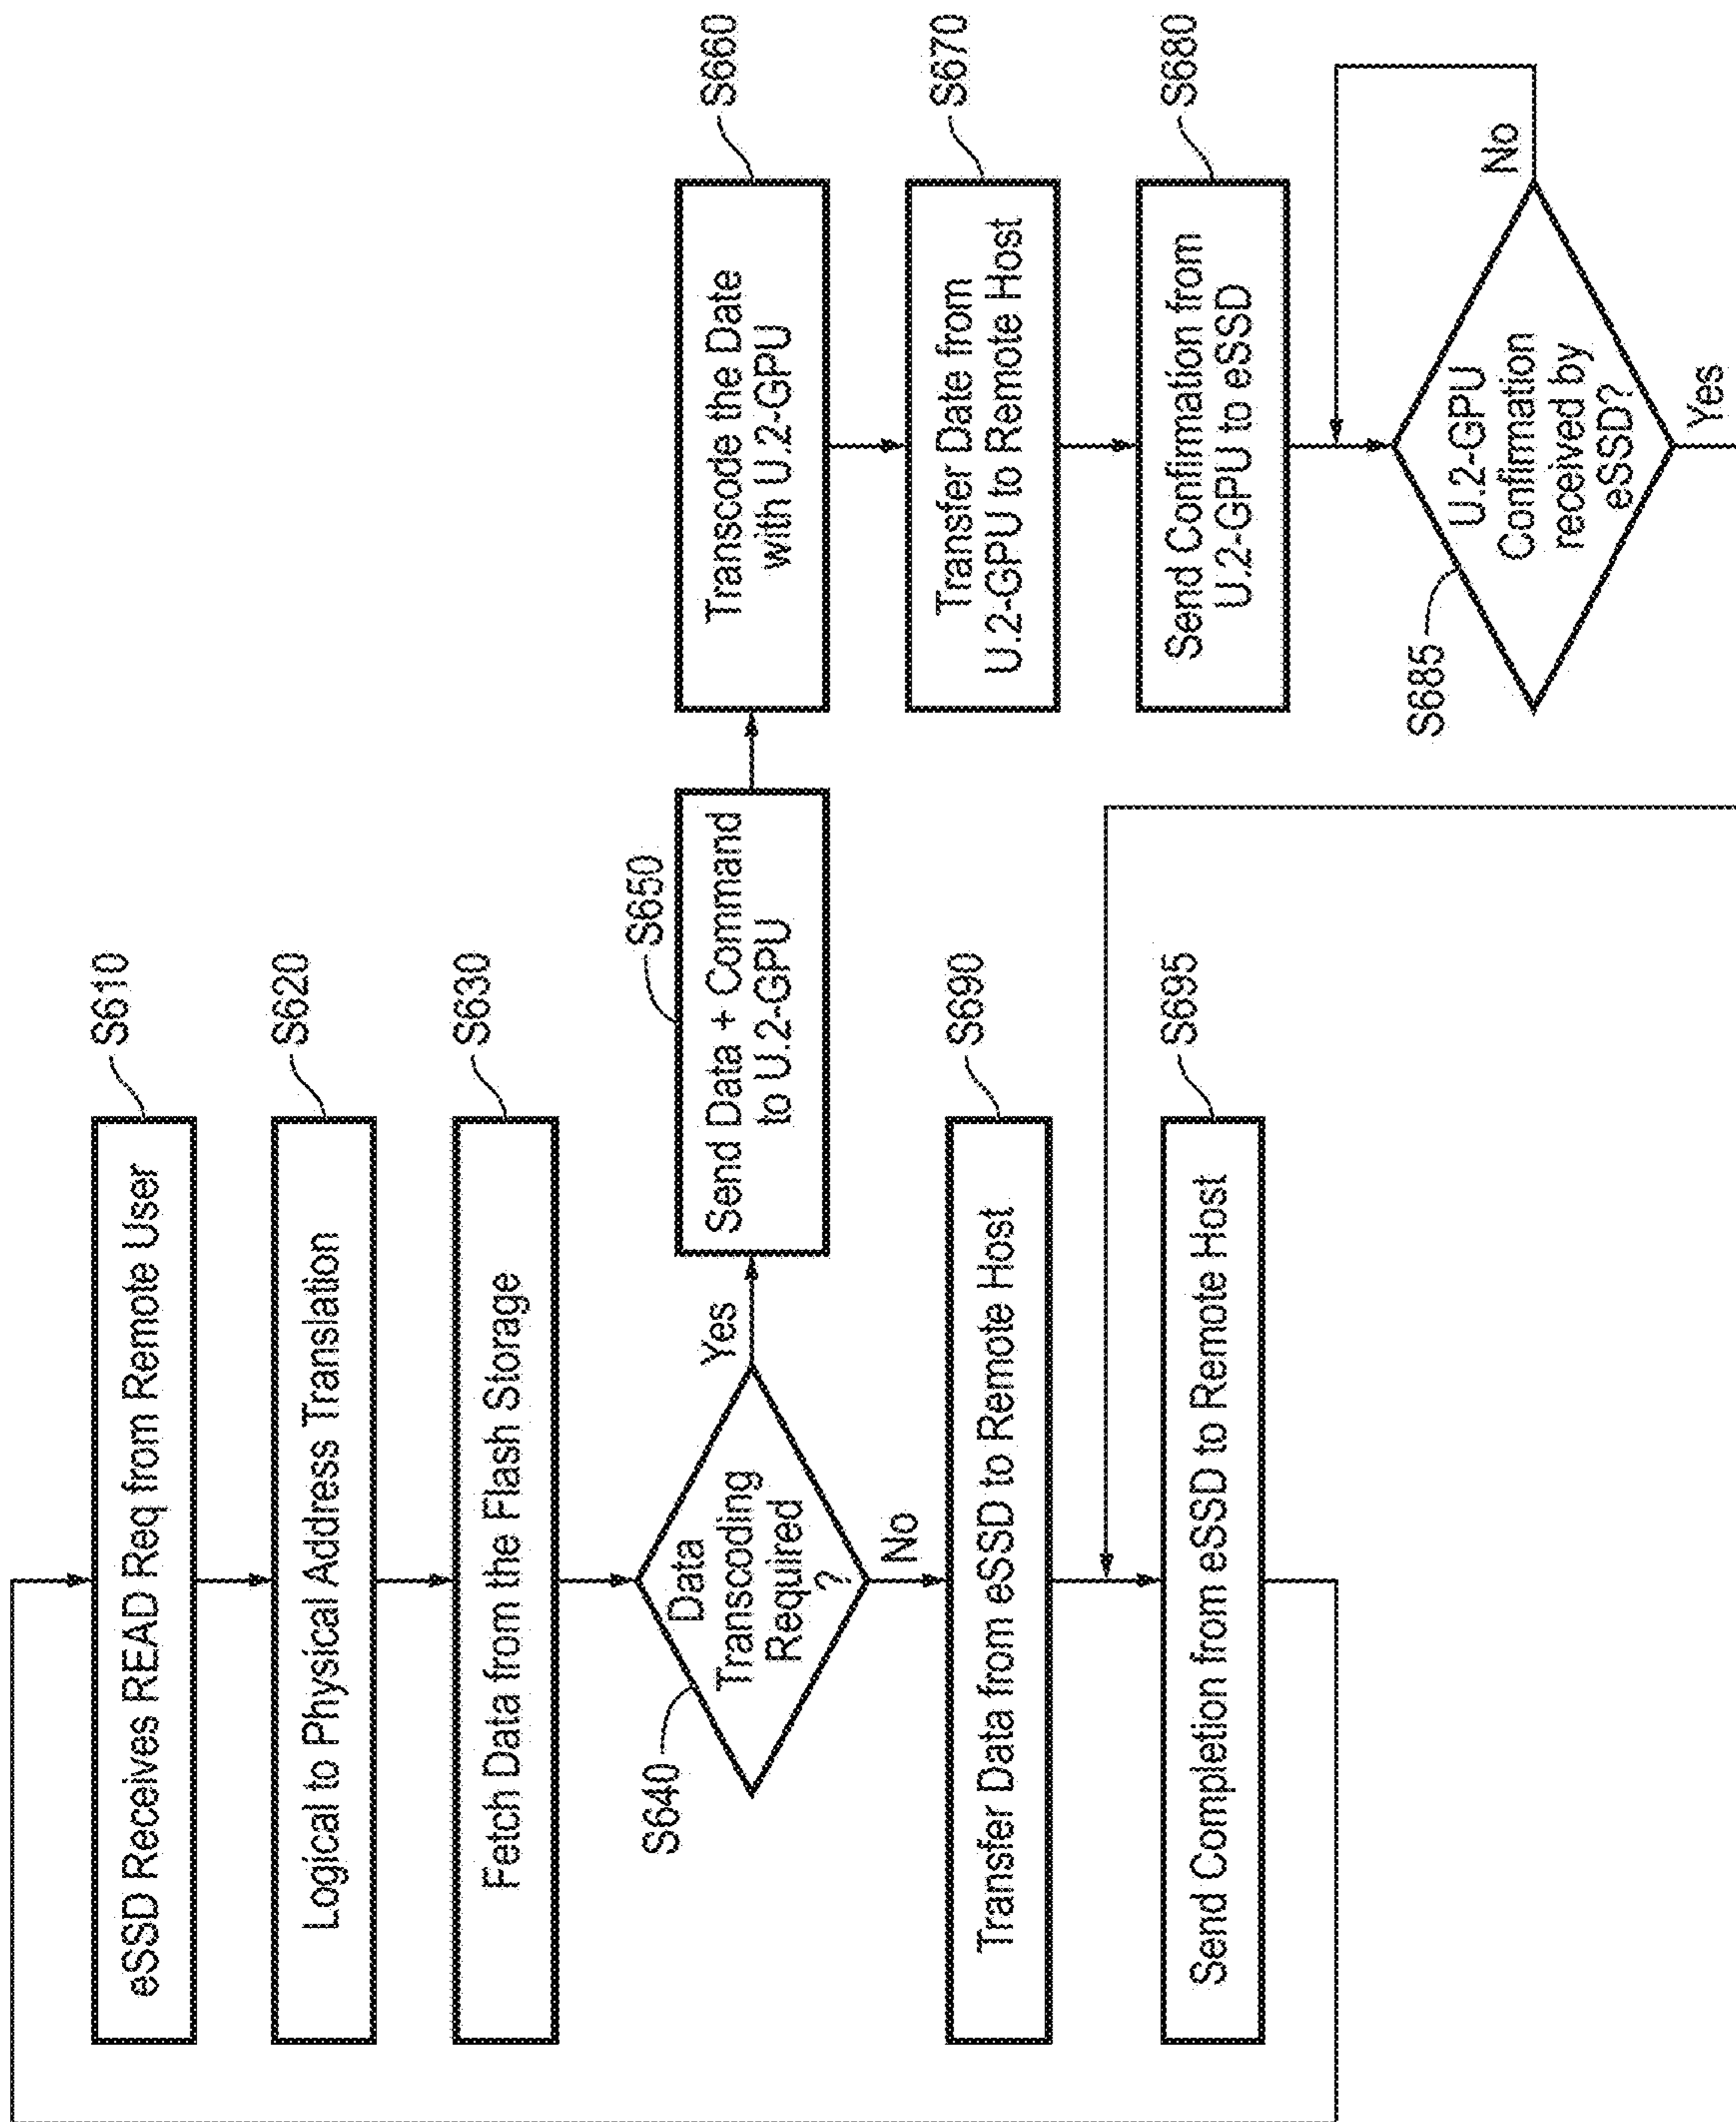 eSSD Receives READ Req from Remote User
S610
Logical to Physical Address Translation
S620
Fetch Data from the Flash Storage
S630
Data
Transcoding
Required
?
S640
Yes
No
Send Data + Command
to U.2-GPU
S650
Transcode the Date
with U.2-GPU
S660
Transfer Date from
U.2-GPU to Remote Host
S670
Send Confirmation from
U.2-GPU to eSSD
S680
U.2-GPU
Confirmation
received by
eSSD?
S685
No
Yes
Transfer Data from eSSD to Remote Host
S690
Send Completion from eSSD to Remote Host
S695